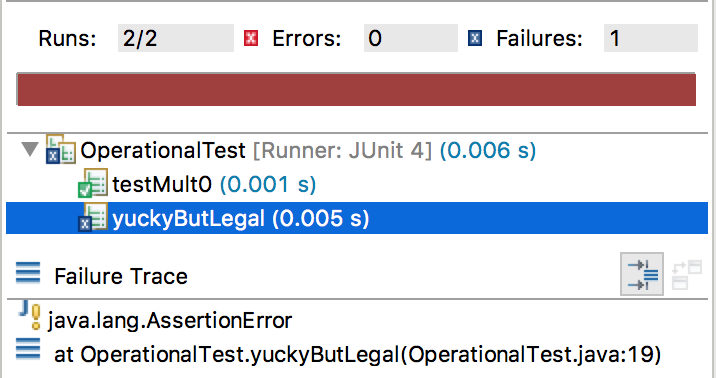 Runs: 2/2 Errors: 0 Failures: 1
OperationalTest [Runner: JUnit 4] (0.006 s)
testMult0 (0.001 s)
yuckyButLegal (0.005 s)
Failure Trace
java.lang.AssertionError
at OperationalTest.yuckyButLegal(OperationalTest.java:19)